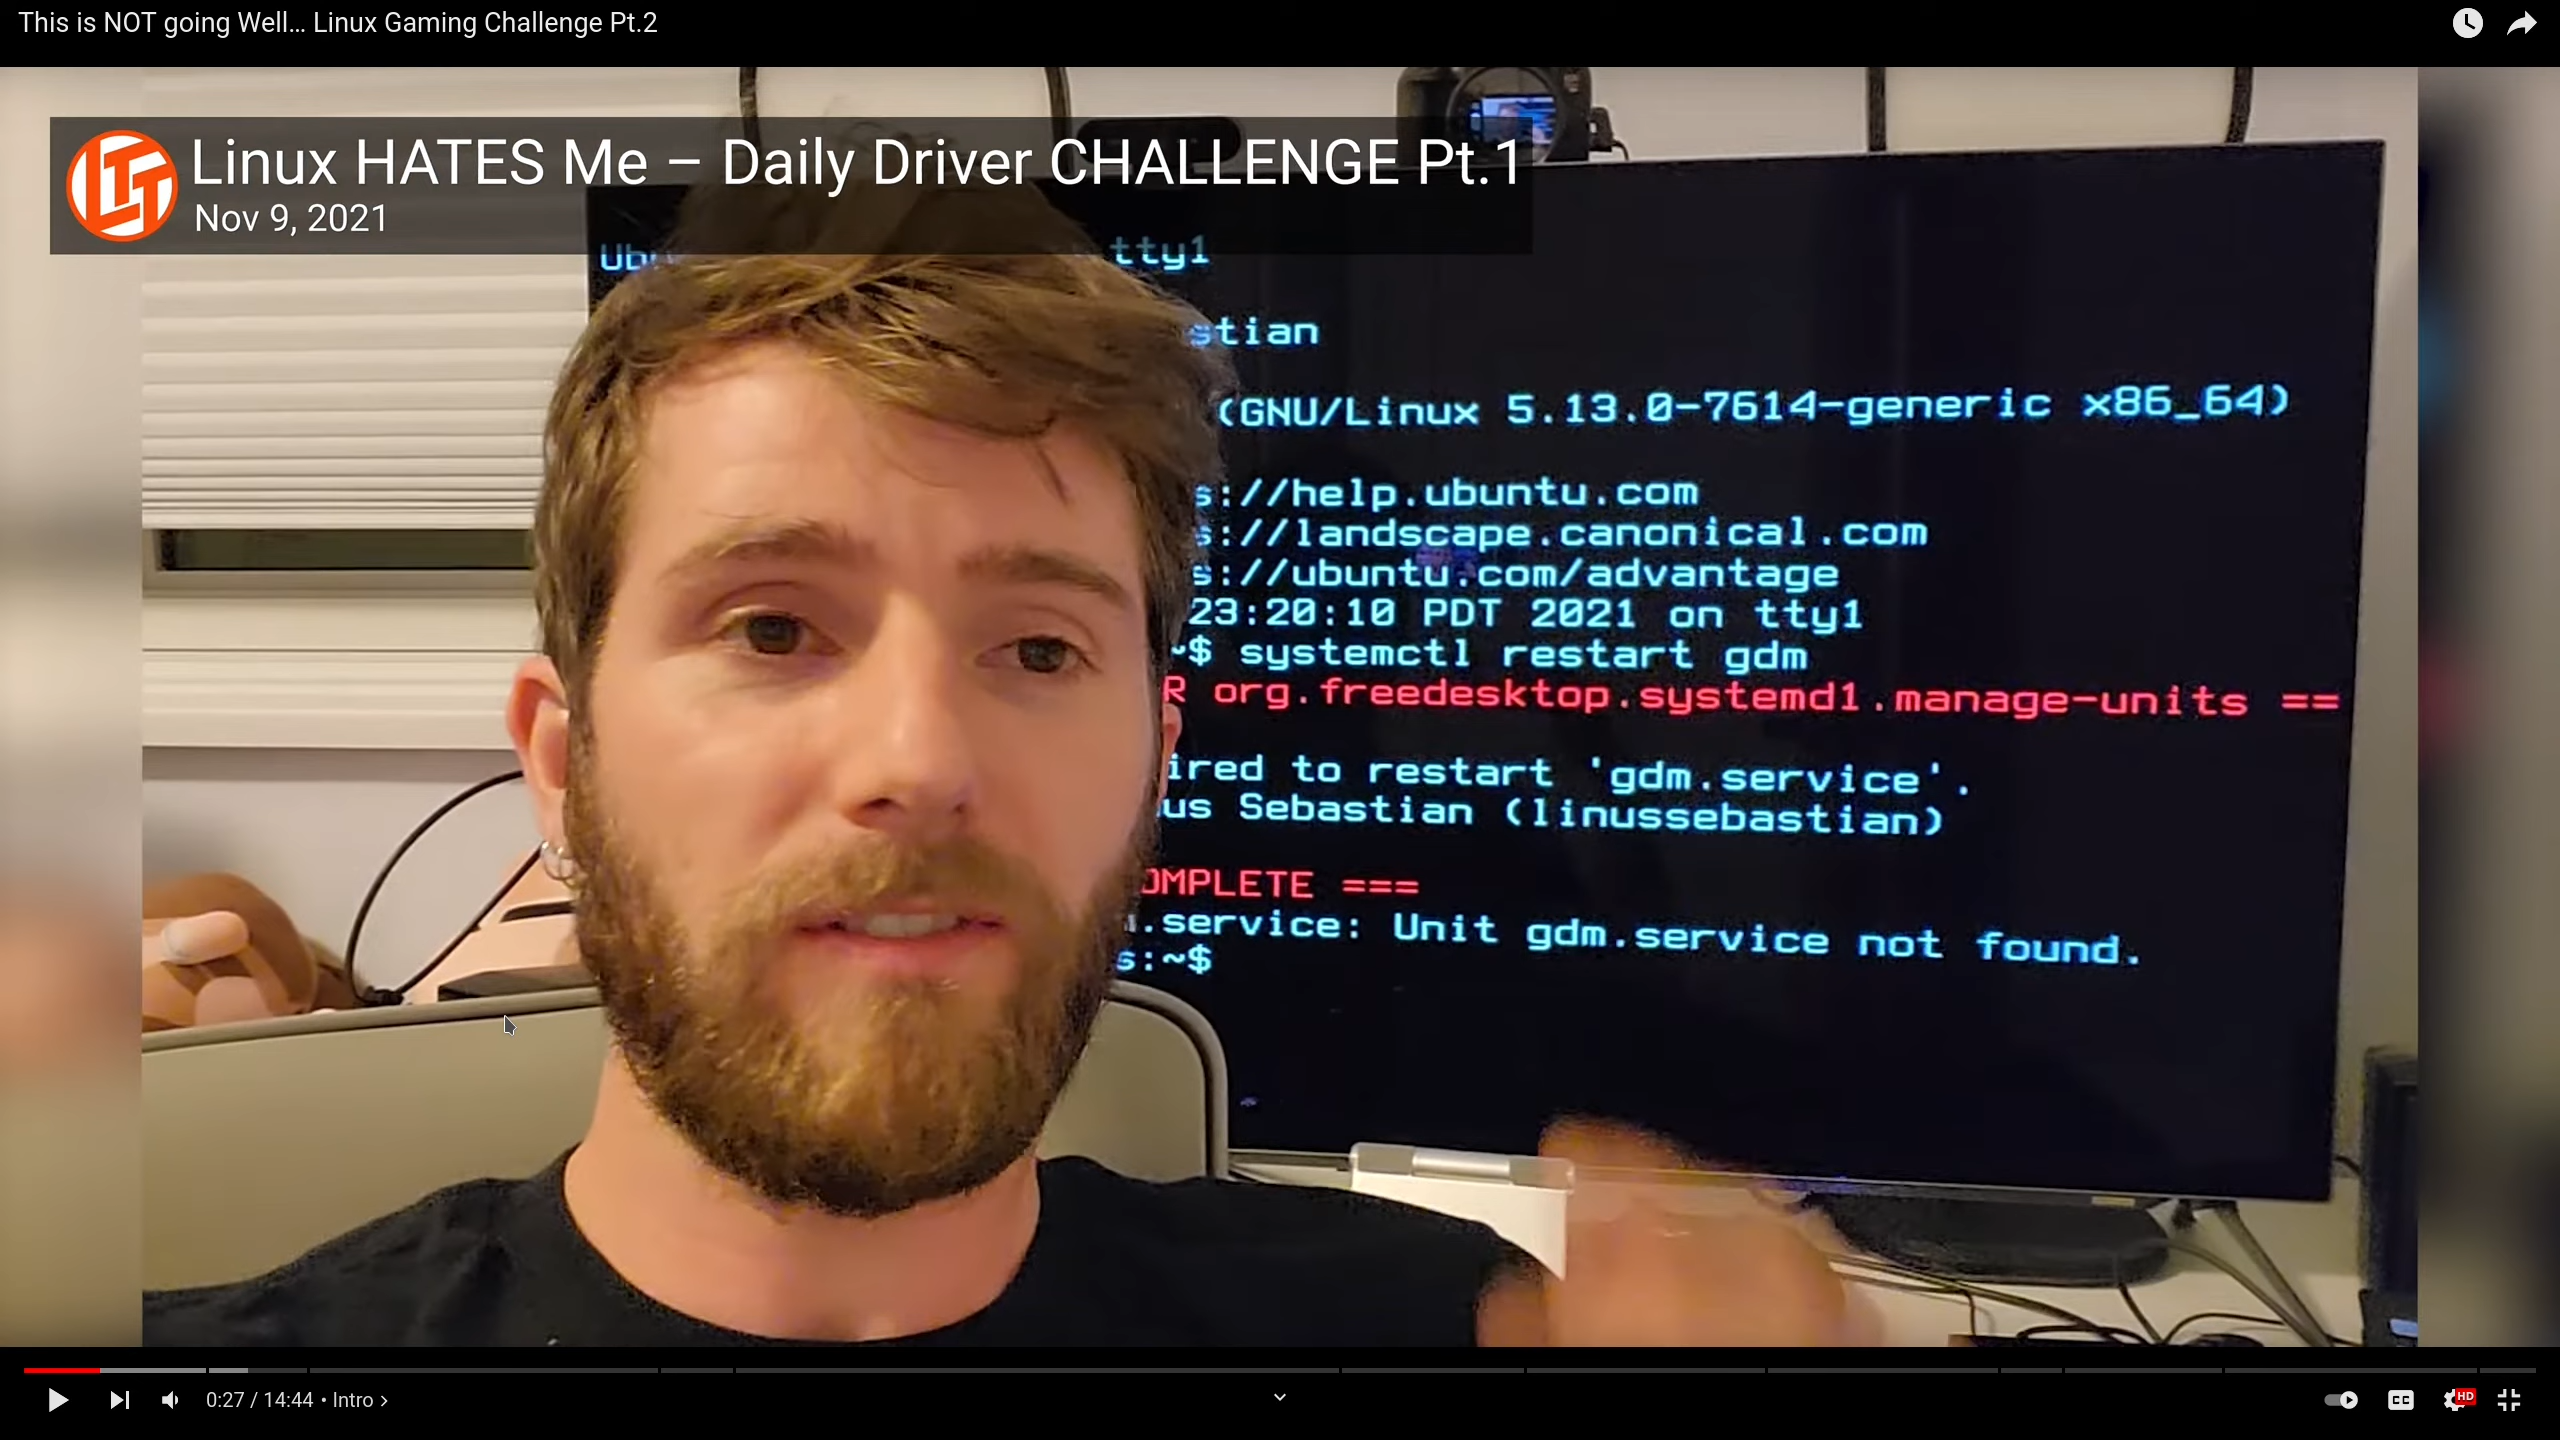 This is NOT going Well... Linux Gaming Challenge Pt.2
LTT
Linux HATES Me – Daily Driver CHALLENGE Pt.1
Nov 9, 2021
tty1
stian
(GNU/Linux 5.13.0-7614-generic x86_64)
s://help.ubuntu.com
s://landscape.canonical.com
s://ubuntu.com/advantage
23:20:10 PDT 2021 on tty1
~$ systemctl restart gdm
R org.freedesktop.systemd1.manage-units ==
ired to restart 'gdm.service'.
us Sebastian (linussebastian)
OMPLETE ===
.service: Unit gdm.service not found.
s:~$
0:27 / 14:44 • Intro ›
CC
HD